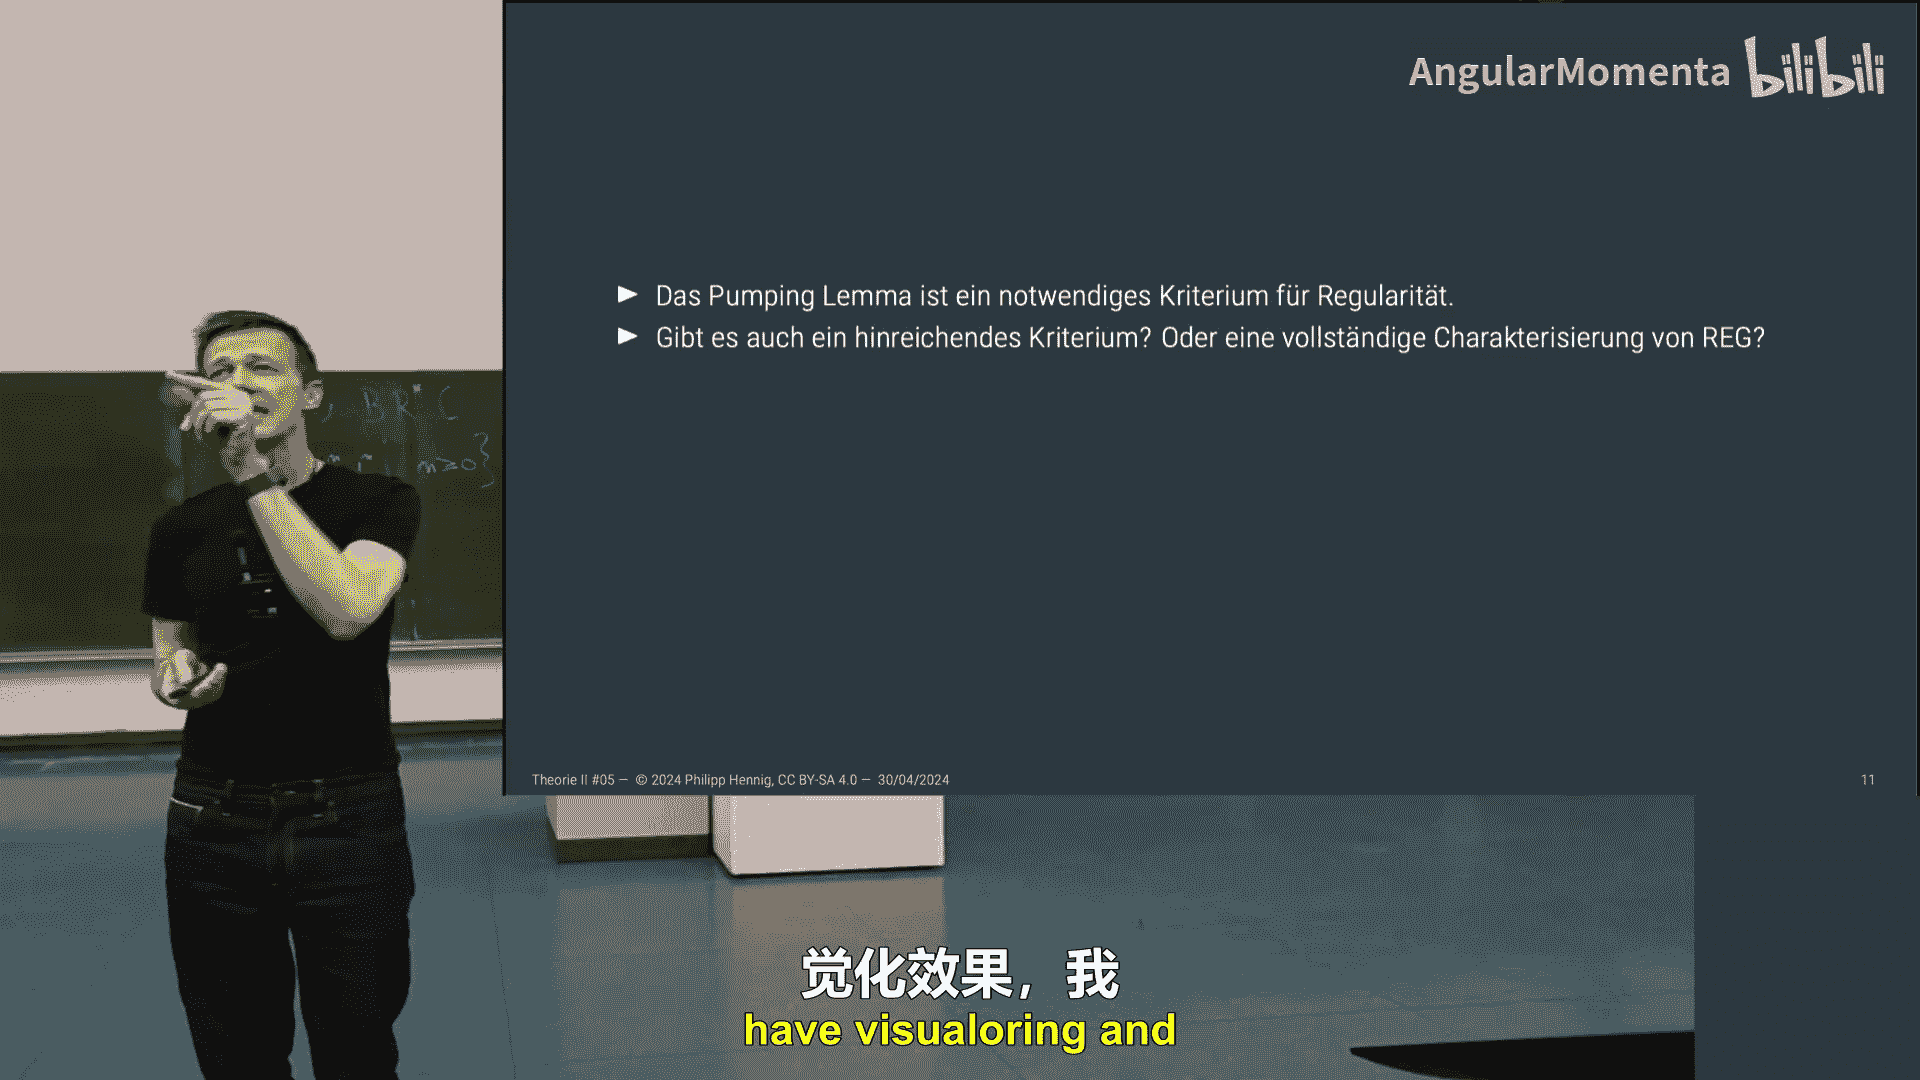 AngularMomenta bilibili
► Das Pumping Lemma ist ein notwendiges Kriterium für Regularität.
► Gibt es auch ein hinreichendes Kriterium? Oder eine vollständige Charakterisierung von REG?
Theorie II #05 — © 2024 Philipp Hennig, CC BY-SA 4.0 — 30/04/2024
11
觉化效果，我
have visualoring and